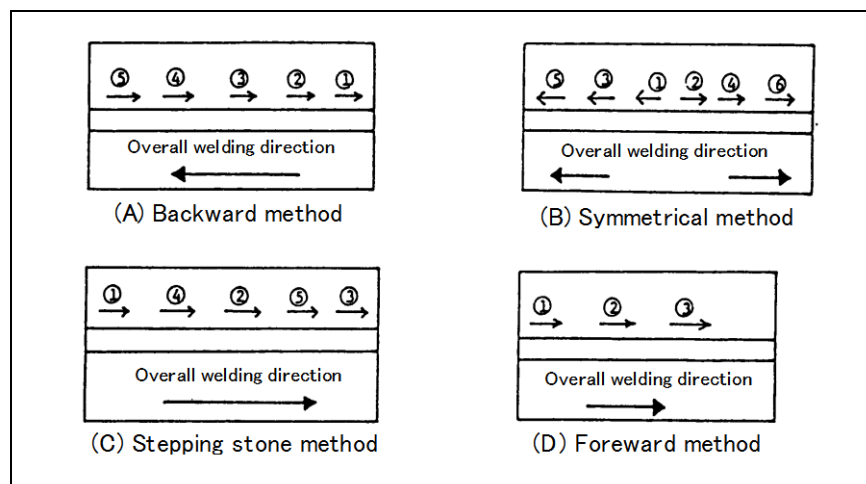 ⑤ ④ ③ ② ①
Overall welding direction
(A) Backward method
⑤ ③ ① ② ④ ⑥
Overall welding direction
(B) Symmetrical method
① ④ ② ⑤ ③
Overall welding direction
(C) Stepping stone method
① ② ③
Overall welding direction
(D) Foreward method